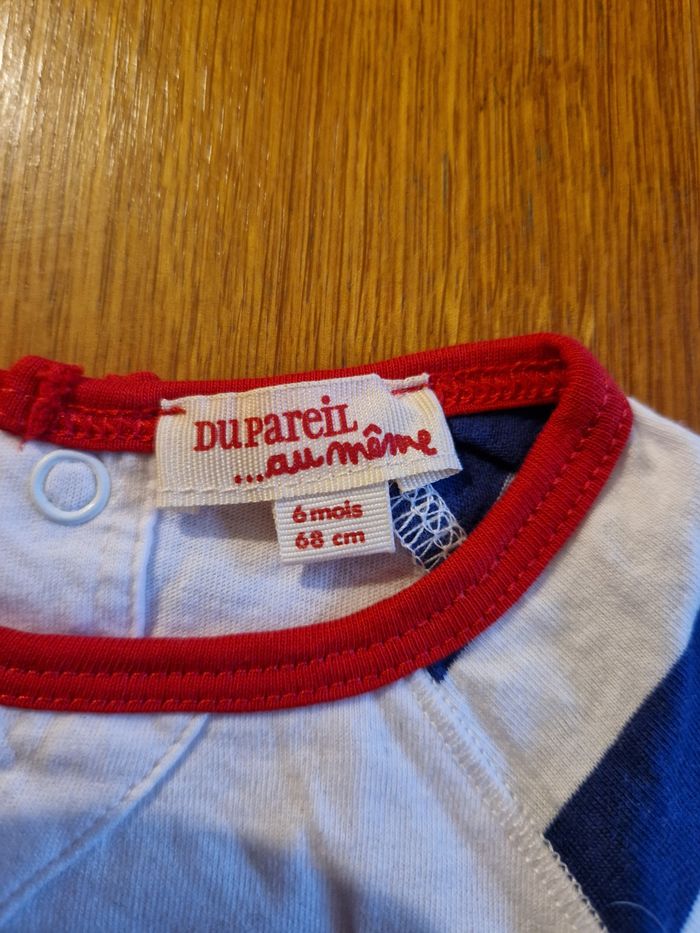 DUPareiL
...au même
6 mois
68 cm